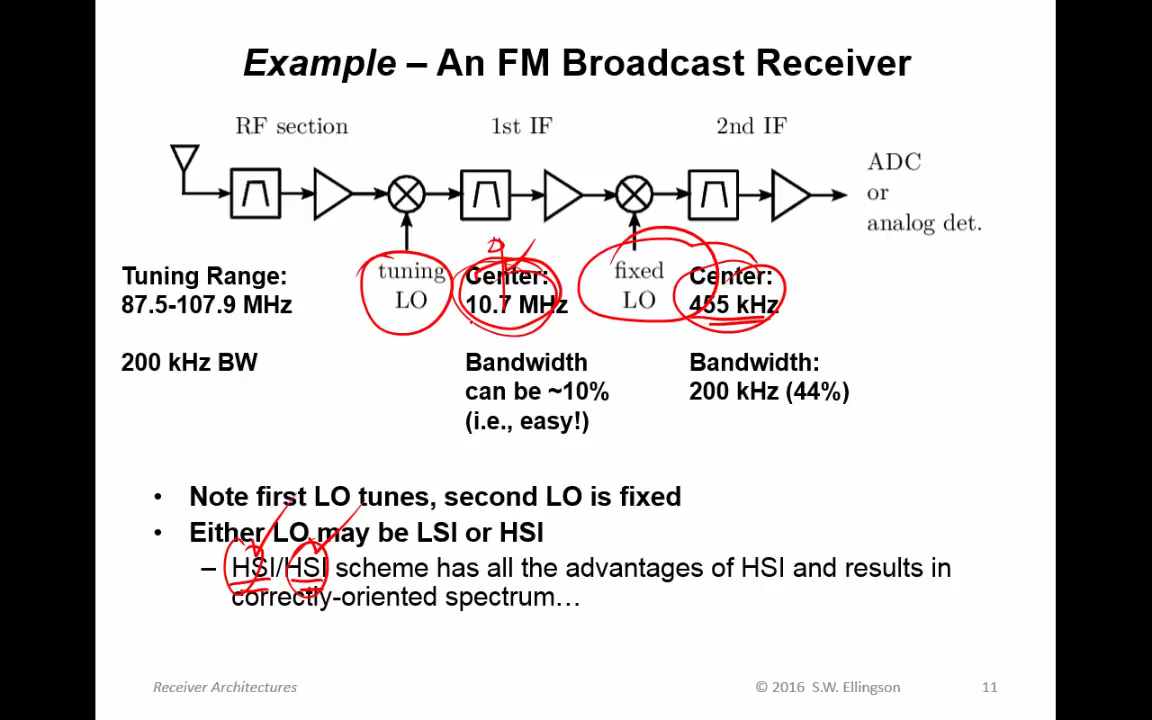 Example – An FM Broadcast Receiver
RF section
1st IF
2nd IF
ADC
or
analog det.
Tuning Range:
87.5-107.9 MHz
200 kHz BW
tuning
LO
Center:
10.7 MHz
Bandwidth
can be ~10%
(i.e., easy!)
fixed
LO
Center:
455 kHz
Bandwidth:
200 kHz (44%)
• Note first LO tunes, second LO is fixed
• Either LO may be LSI or HSI
– HSI/HSI scheme has all the advantages of HSI and results in
correctly-oriented spectrum…
Receiver Architectures
© 2016 S.W. Ellingson
11